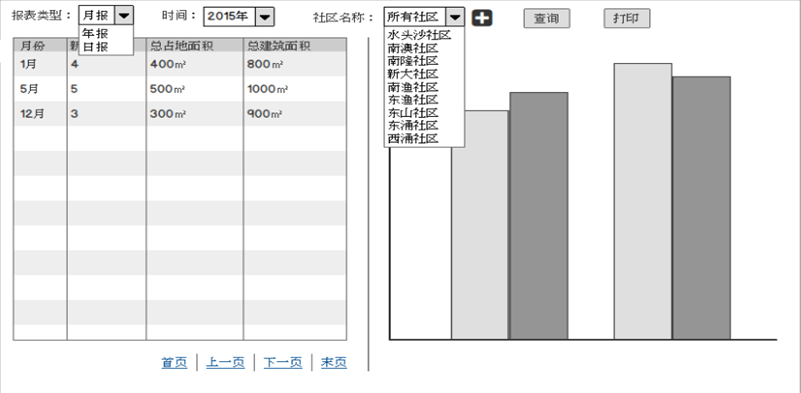 报表类型： 月报 时间： 2015年 社区名称： 所有社区 查询 打印
年报
日报
水头沙社区
南澳社区
南隆社区
新大社区
南渔社区
东渔社区
东山社区
东涌社区
西涌社区
月份 新 总占地面积 总建筑面积
1月 4 400㎡ 800㎡
5月 5 500㎡ 1000㎡
12月 3 300㎡ 900㎡
首页 上一页 下一页 末页